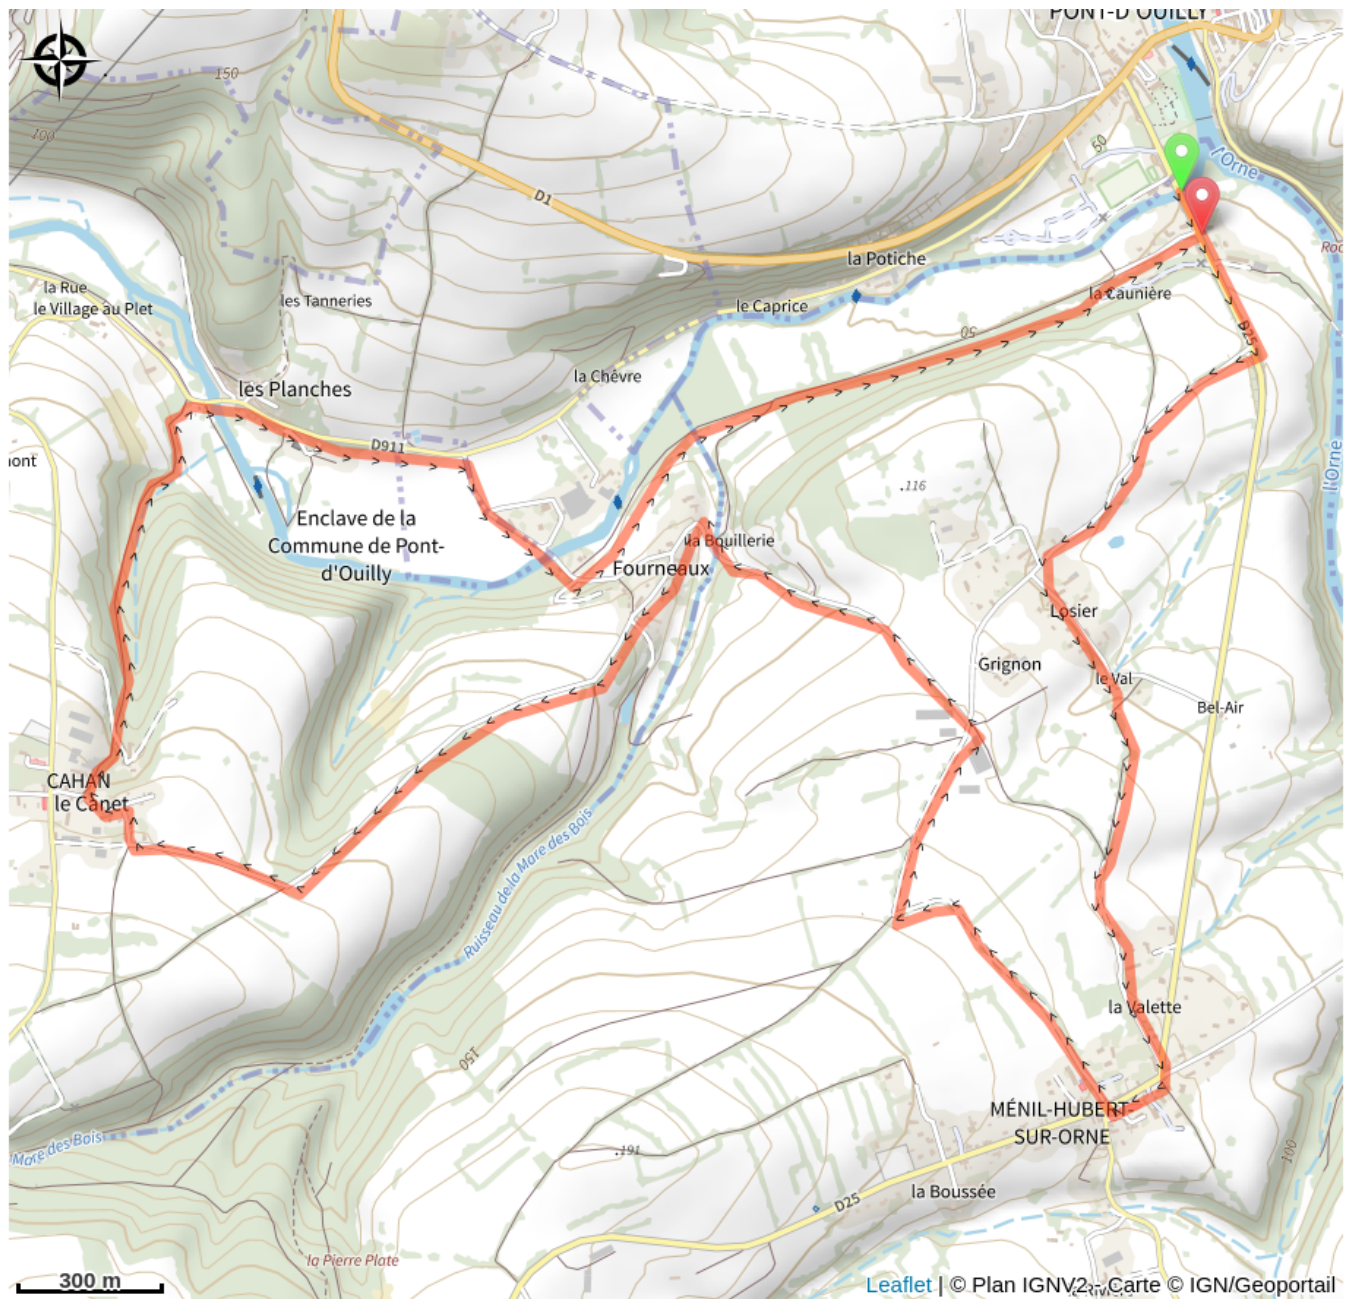 PONT-D'OUILLY
150
100
50
l'Orne
D1
la Potiche
la Rue
le Village au Plet
les Tanneries
le Caprice
la Caunière
50
D25
la Chèvre
les Planches
D911
l'Orne
.116
Enclave de la
Commune de Pont-
d'Ouilly
la Bouillerie
Fourneaux
Losier
Grignon
le Val
Bel-Air
CAHAN
le Canet
Ruisseau de la Mare des Bois
la Valette
150
MÉNIL-HUBERT-
SUR-ORNE
Mare des Bois
.191
100
la Boussée
D25
la Pierre Plate
300 m
Leaflet | © Plan IGNV2 - Carte © IGN/Geoportail